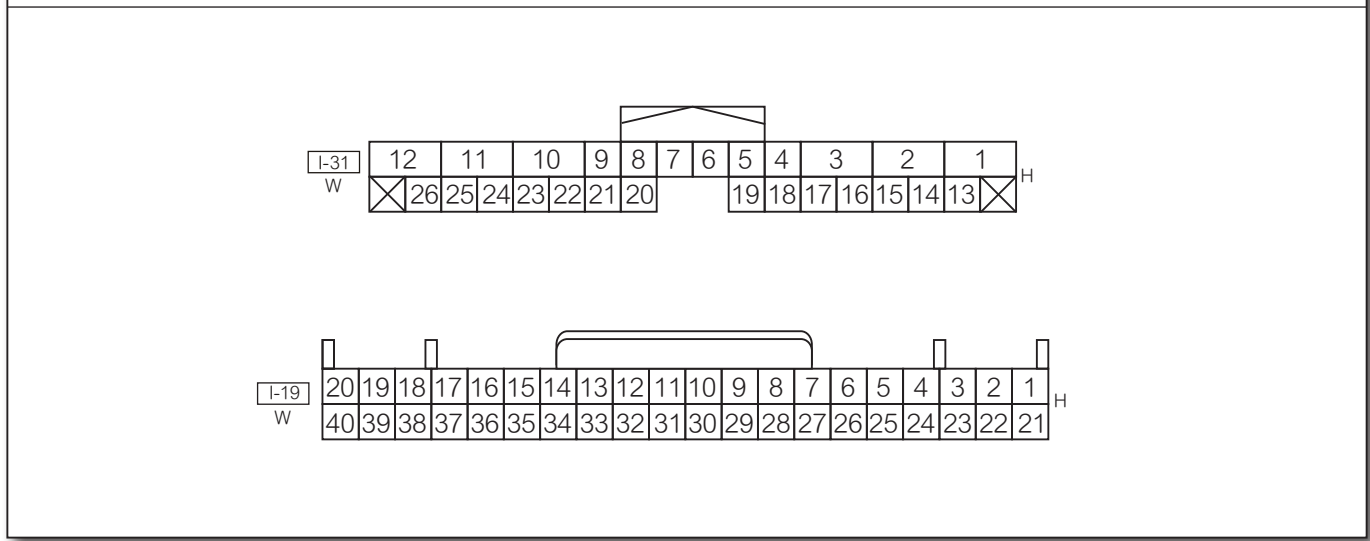 I-31 12 11 10 9 8 7 6 5 4 3 2 1 H
W 26 25 24 23 22 21 20 19 18 17 16 15 14 13
I-19 20 19 18 17 16 15 14 13 12 11 10 9 8 7 6 5 4 3 2 1 H
W 40 39 38 37 36 35 34 33 32 31 30 29 28 27 26 25 24 23 22 21